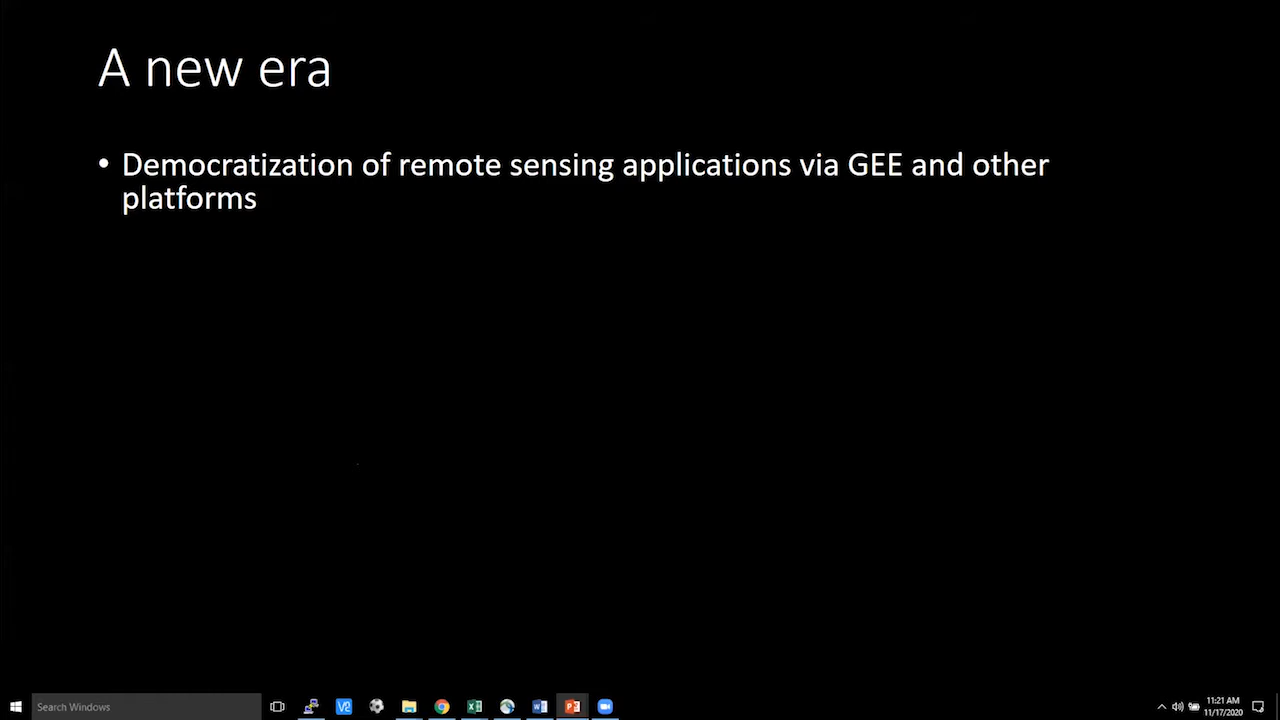 A new era
• Democratization of remote sensing applications via GEE and other
platforms
Search Windows
11:21 AM
11/17/2020